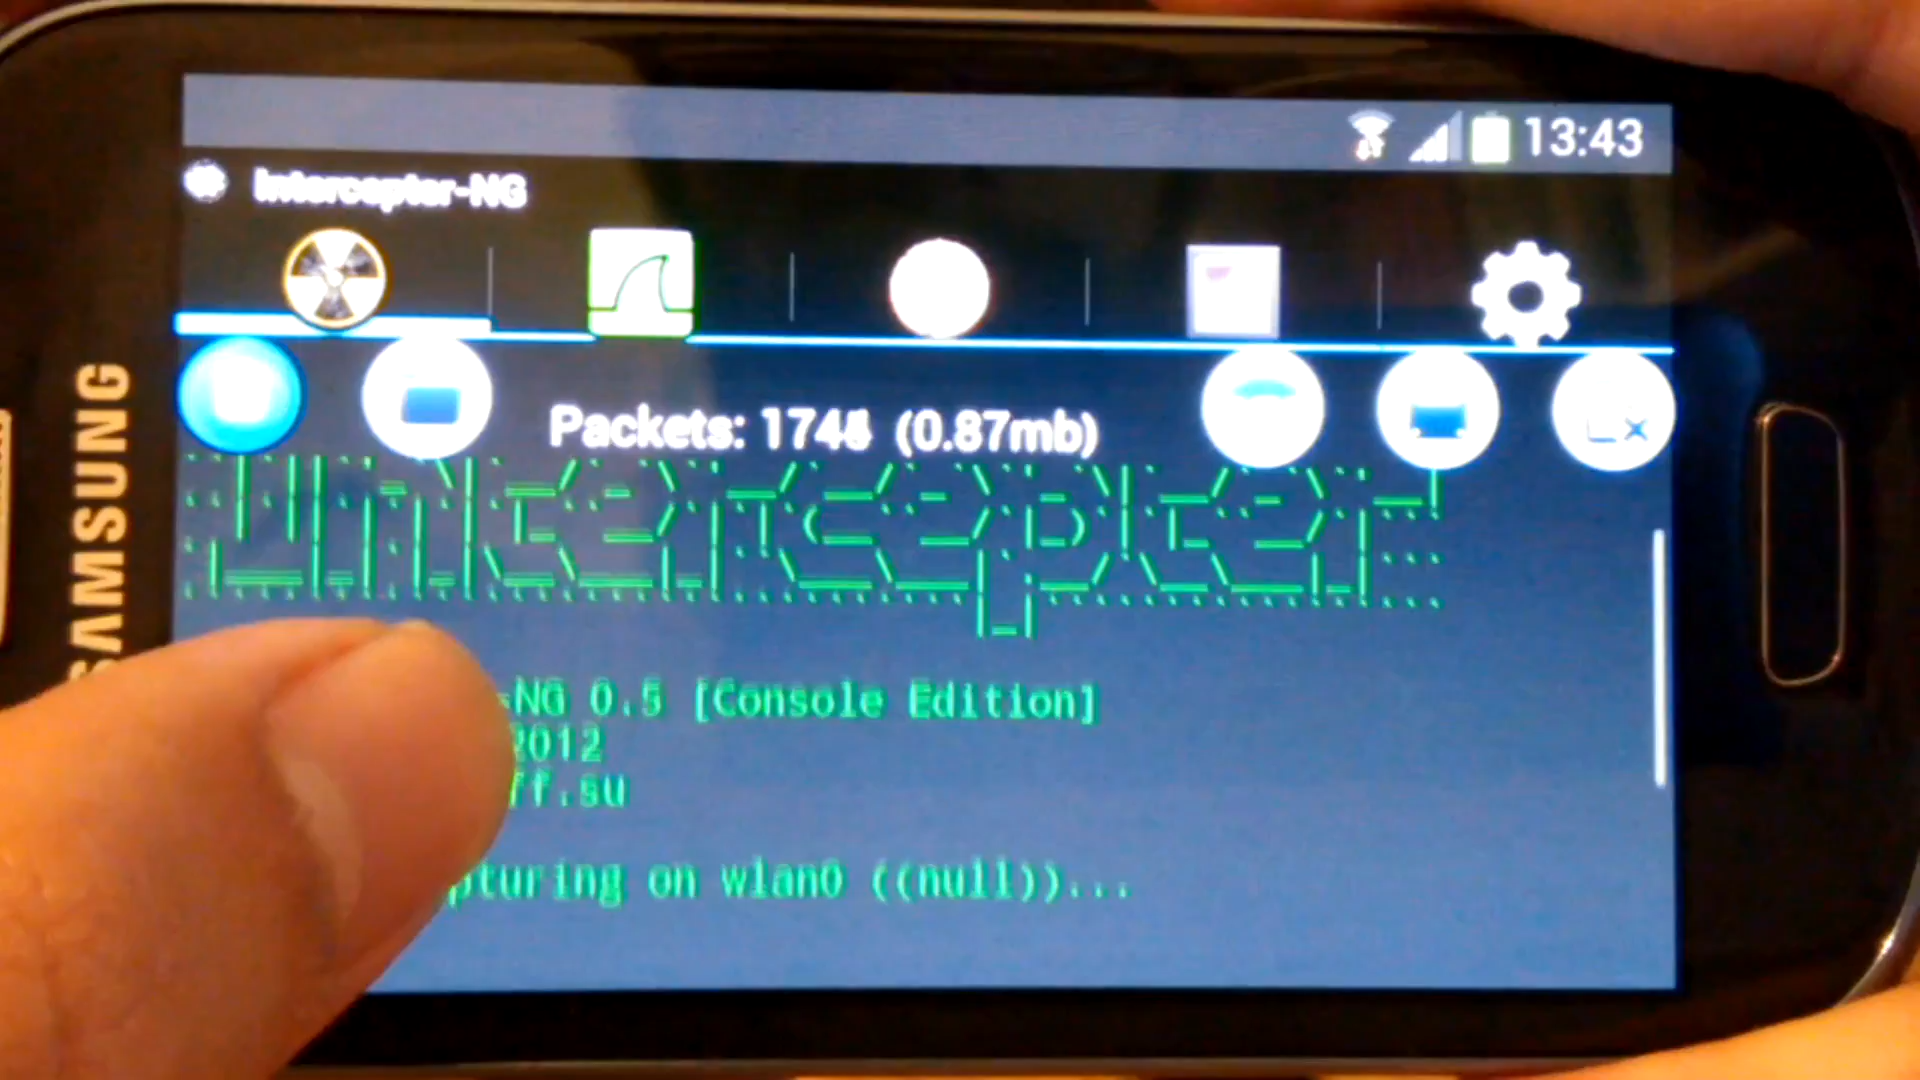 SAMSUNG
13:43
Intercepter-NG
Packets: (0.87mb)
Intercepter
-NG 0.5 [Console Edition]
2012
ff.su
pturing on wlan0 ((null))...